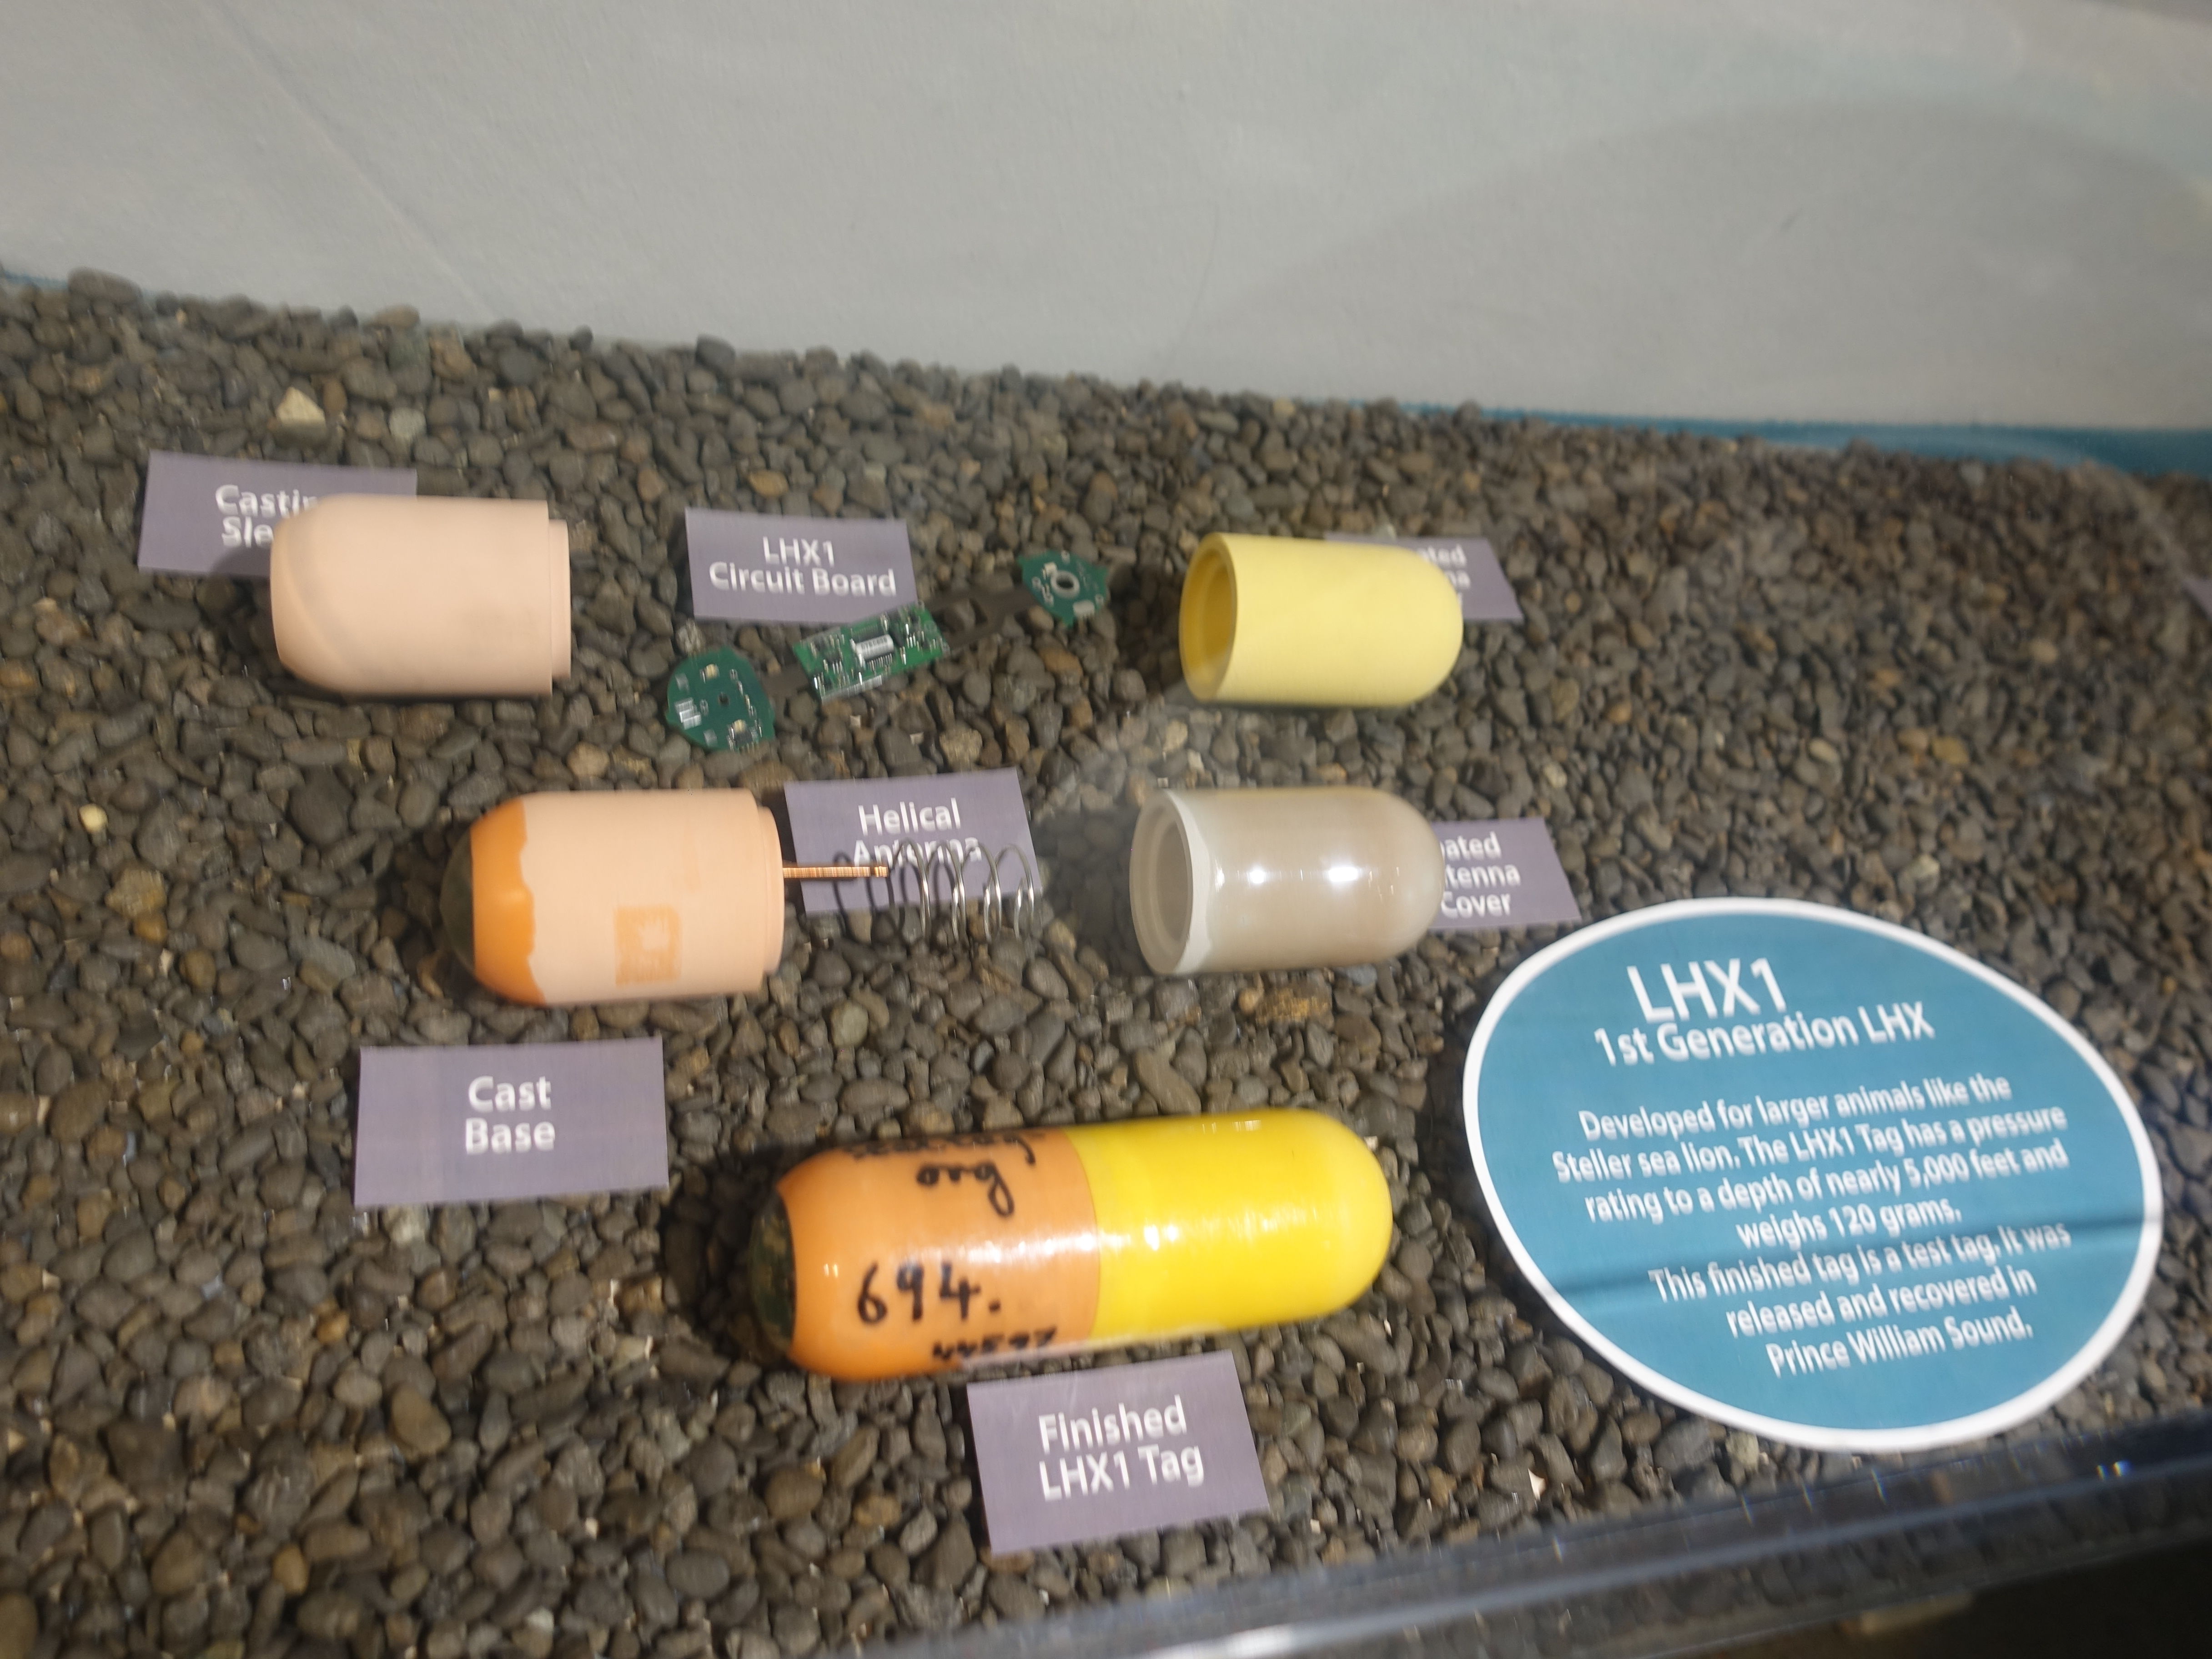 LHX1
Circuit Board
Helical
Antenna
Cover
Cast
Base
694.
Finished
LHX1 Tag
LHX1
1st Generation LHX
Developed for larger animals like the
Steller sea lion. The LHX1 Tag has a pressure
rating to a depth of nearly 5,000 feet and
weighs 120 grams.
This finished tag is a test tag. It was
released and recovered in
Prince William Sound.